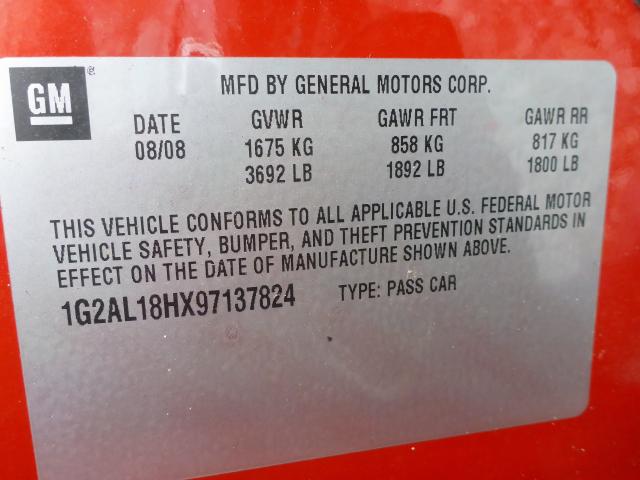 GM ®
MFD BY GENERAL MOTORS CORP.
DATE GVWR GAWR FRT GAWR RR
08/08 1675 KG 858 KG 817 KG
3692 LB 1892 LB 1800 LB
THIS VEHICLE CONFORMS TO ALL APPLICABLE U.S. FEDERAL MOTOR
VEHICLE SAFETY, BUMPER, AND THEFT PREVENTION STANDARDS IN
EFFECT ON THE DATE OF MANUFACTURE SHOWN ABOVE.
1G2AL18HX97137824 TYPE: PASS CAR